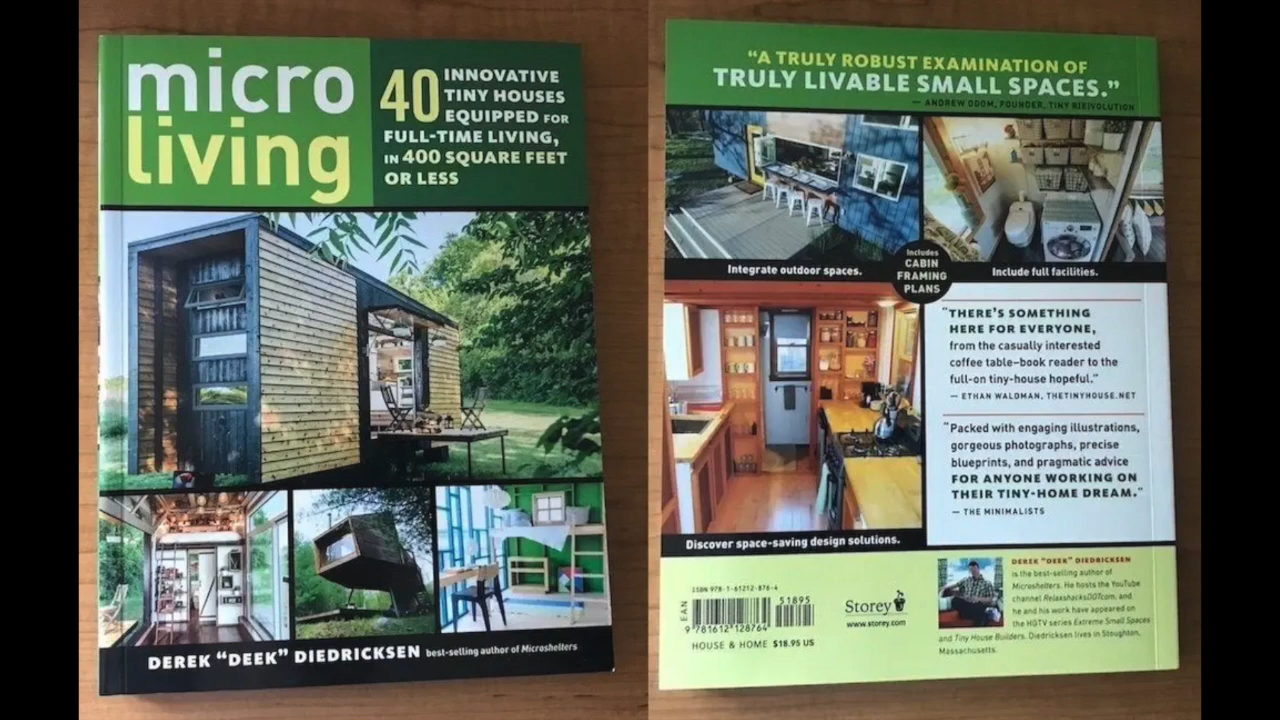 micro
living
40 INNOVATIVE
TINY HOUSES
EQUIPPED FOR
FULL-TIME LIVING,
IN 400 SQUARE FEET
OR LESS
DEREK “DEEK” DIEDRICKSEN best-selling author of Microshelters
“A TRULY ROBUST EXAMINATION OF
TRULY LIVABLE SMALL SPACES.”
— ANDREW ODOM, FOUNDER, TINY R(E)VOLUTION
Integrate outdoor spaces.
Includes
CABIN
FRAMING
PLANS
Include full facilities.
Discover space-saving design solutions.
“THERE’S SOMETHING
HERE FOR EVERYONE,
from the casually interested
coffee table–book reader to the
full-on tiny-house hopeful.”
— ETHAN WALDMAN, THETINYHOUSE.NET
“Packed with engaging illustrations,
gorgeous photographs, precise
blueprints, and pragmatic advice
FOR ANYONE WORKING ON
THEIR TINY-HOME DREAM.”
— THE MINIMALISTS
ISBN 978-1-61212-876-4
51895
EAN
9 781612 128764
HOUSE & HOME $18.95 US
Storey
www.storey.com
DEREK “DEEK” DIEDRICKSEN
is the best-selling author of
Microshelters. He hosts the YouTube
channel RelaxshacksDOTcom, and
he and his work have appeared on
the HGTV series Extreme Small Spaces
and Tiny House Builders. Diedricksen lives in Stoughton,
Massachusetts.